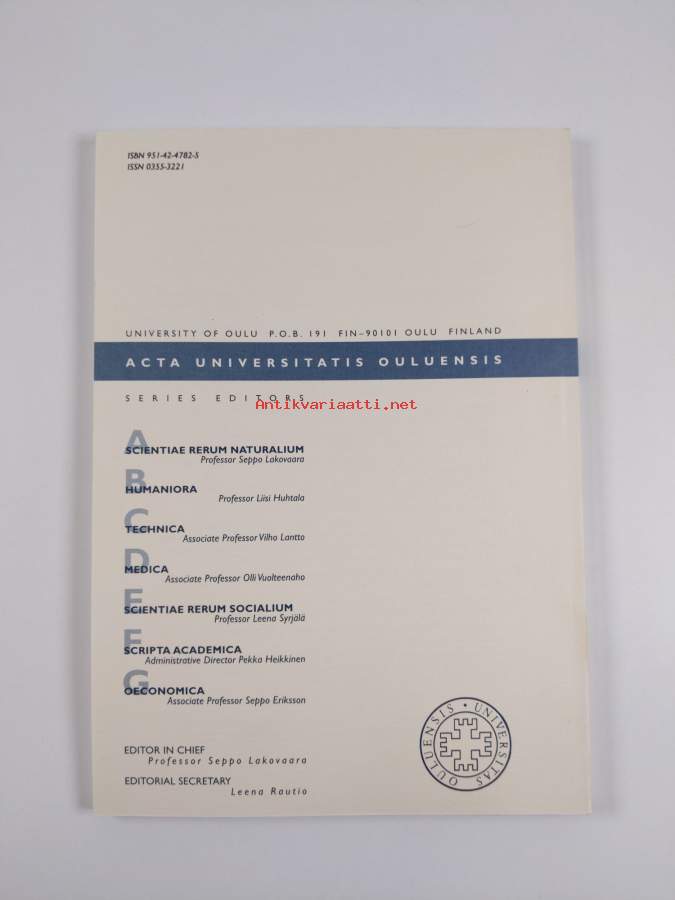 ISBN 951-42-4782-5
ISSN 0355-3221
UNIVERSITY OF OULU P.O.B. 191 FIN-90101 OULU FINLAND
ACTA UNIVERSITATIS OULUENSIS
SERIES EDITORS
Antikvariaatti.net
A
SCIENTIAE RERUM NATURALIUM
Professor Seppo Lakovaara
B
HUMANIORA
Professor Liisi Huhtala
C
TECHNICA
Associate Professor Vilho Lantto
D
MEDICA
Associate Professor Olli Vuolteenaho
E
SCIENTIAE RERUM SOCIALIUM
Professor Leena Syrjälä
F
SCRIPTA ACADEMICA
Administrative Director Pekka Heikkinen
G
OECONOMICA
Associate Professor Seppo Eriksson
EDITOR IN CHIEF
Professor Seppo Lakovaara
EDITORIAL SECRETARY
Leena Rautio
UNIVERSITAS OULUENSIS